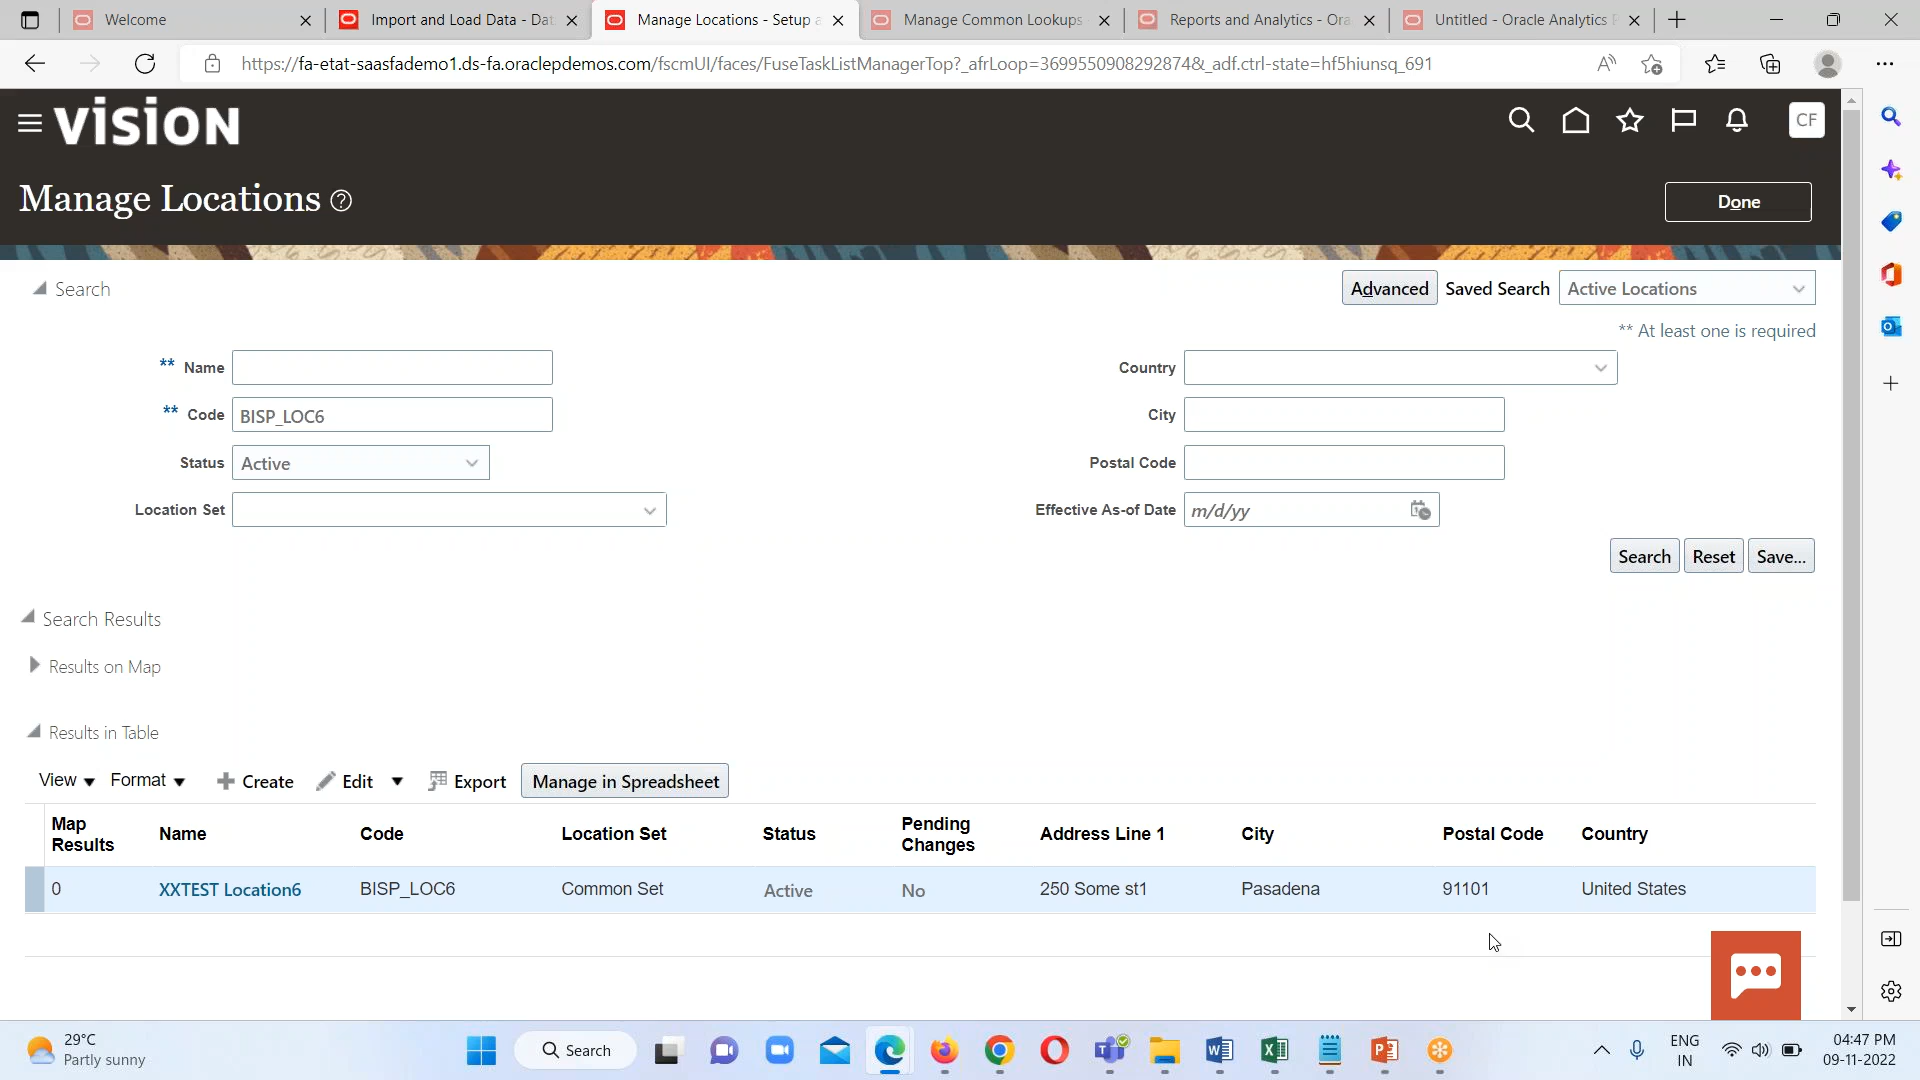 Welcome
Import and Load Data - Dat
Manage Locations - Setup a
Manage Common Lookups
Reports and Analytics - Ora
Untitled - Oracle Analytics P
https://fa-etat-saasfademo1.ds-fa.oraclepdemos.com/fscmUI/faces/FuseTaskListManagerTop?_afrLoop=36995509082928748&_adf.ctrl-state=hf5hiunsq_691
VISION
CF
Manage Locations ?
Done
Search
Advanced Saved Search Active Locations
** At least one is required
** Name
Country
** Code BISP_LOC6
City
Status Active
Postal Code
Location Set
Effective As-of Date m/d/yy
Search Reset Save...
Search Results
Results on Map
Results in Table
View Format Create Edit Export Manage in Spreadsheet
Map Results Name Code Location Set Status Pending Changes Address Line 1 City Postal Code Country
0 XXTEST Location6 BISP_LOC6 Common Set Active No 250 Some st1 Pasadena 91101 United States
29°C
Partly sunny
Search
ENG
IN
04:47 PM
09-11-2022